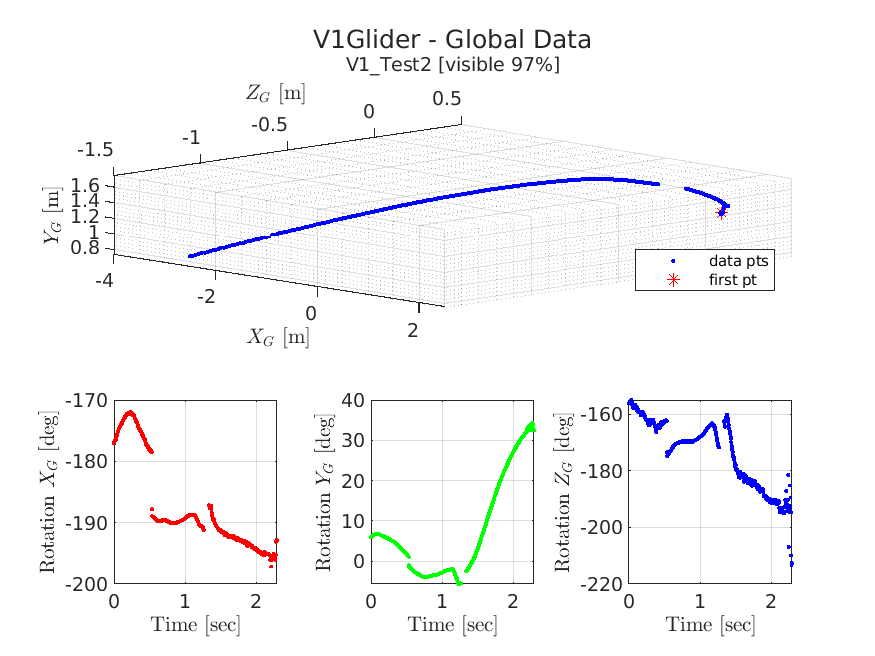 V1Glider - Global Data
V1_Test2 [visible 97%]
Z_G [m]
0.5
0
-0.5
-1
-1.5
1.6
1.4
1.2
1
0.8
Y_G [m]
-4
-2
0
2
X_G [m]
data pts
first pt
-170
-180
-190
-200
Rotation X_G [deg]
0 1 2
Time [sec]
40
30
20
10
0
Rotation Y_G [deg]
0 1 2
Time [sec]
-160
-180
-200
-220
Rotation Z_G [deg]
0 1 2
Time [sec]